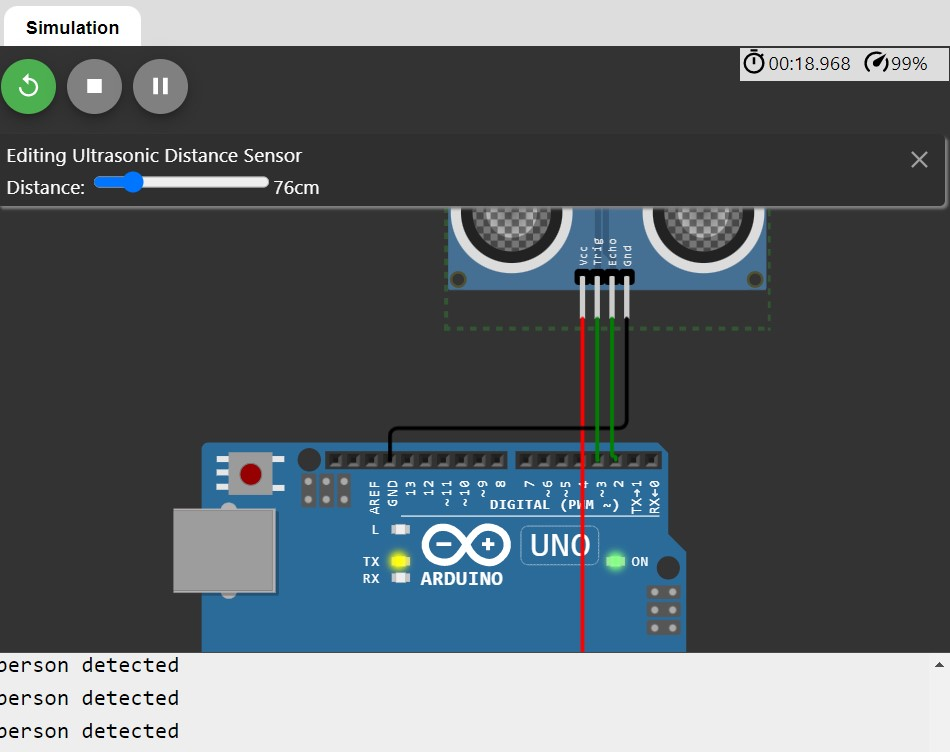 Simulation
00:18.968 99%
Editing Ultrasonic Distance Sensor
Distance: 76cm
Vcc
Trig
Echo
Gnd
AREF
GND
13
12
~11
~10
~9
8
7
~6
~5
4
~3
2
TX→1
RX←0
DIGITAL (PWM ~)
L
TX
RX
UNO
ON
ARDUINO
person detected
person detected
person detected